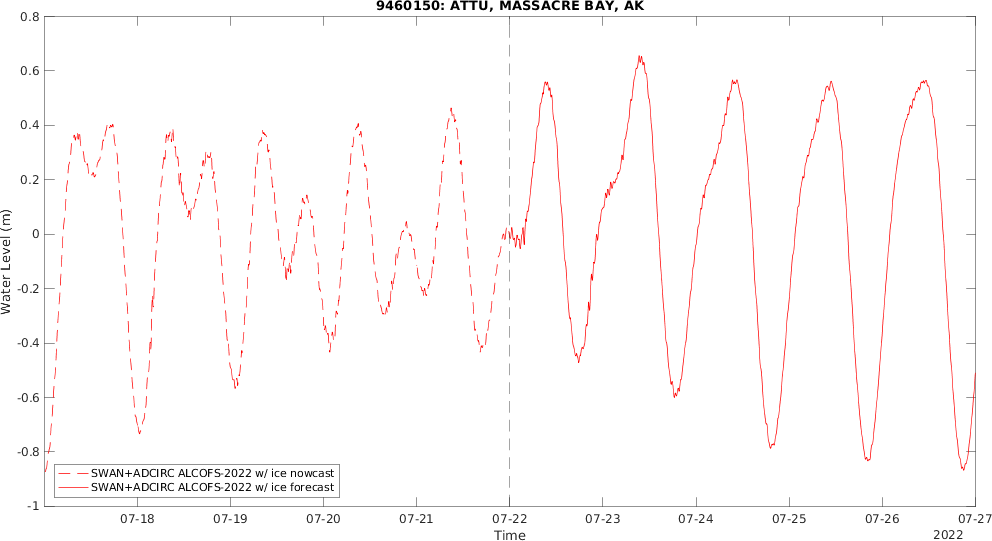 9460150: ATTU, MASSACRE BAY, AK
0.8
0.6
0.4
0.2
0
-0.2
-0.4
-0.6
-0.8
-1
Water Level (m)
SWAN+ADCIRC ALCOFS-2022 w/ ice nowcast
SWAN+ADCIRC ALCOFS-2022 w/ ice forecast
07-18 07-19 07-20 07-21 07-22 07-23 07-24 07-25 07-26 07-27
Time
2022